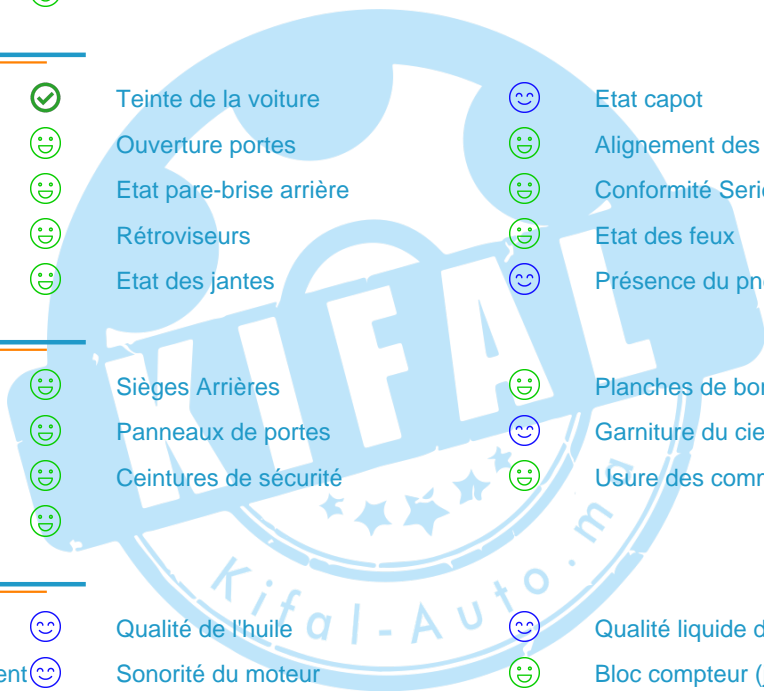 Teinte de la voiture Etat capot
Ouverture portes Alignement des
Etat pare-brise arrière Conformité Seri
Rétroviseurs Etat des feux
Etat des jantes Présence du pn
Sièges Arrières Planches de bor
Panneaux de portes Garniture du cie
Ceintures de sécurité Usure des comm
KIFAL
Kifal-Auto.m
Qualité de l'huile Qualité liquide d
ent Sonorité du moteur Bloc compteur (